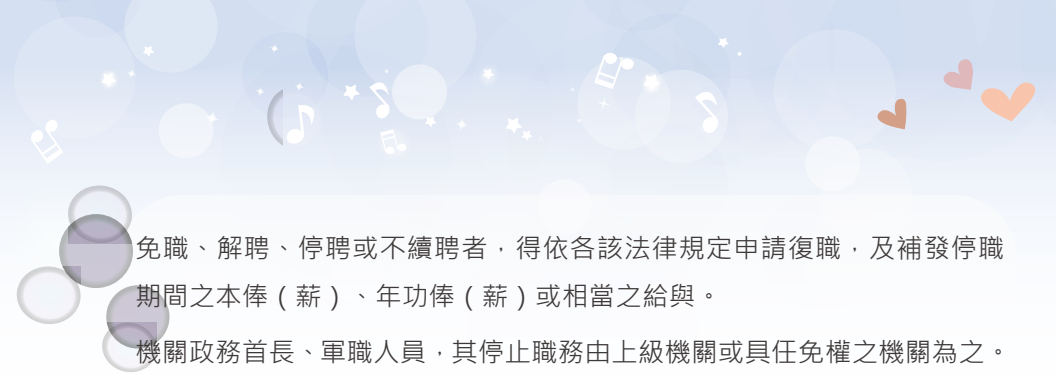 免職、解聘、停聘或不續聘者，得依各該法律規定申請復職，及補發停職
期間之本俸（薪）、年功俸（薪）或相當之給與。
機關政務首長、軍職人員，其停止職務由上級機關或具任免權之機關為之。